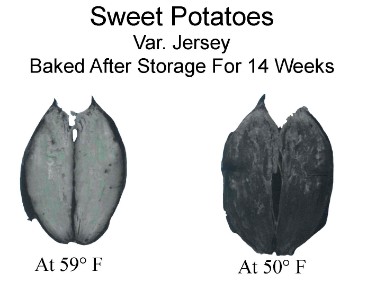 Sweet Potatoes
Var. Jersey
Baked After Storage For 14 Weeks
At 59° F
At 50° F